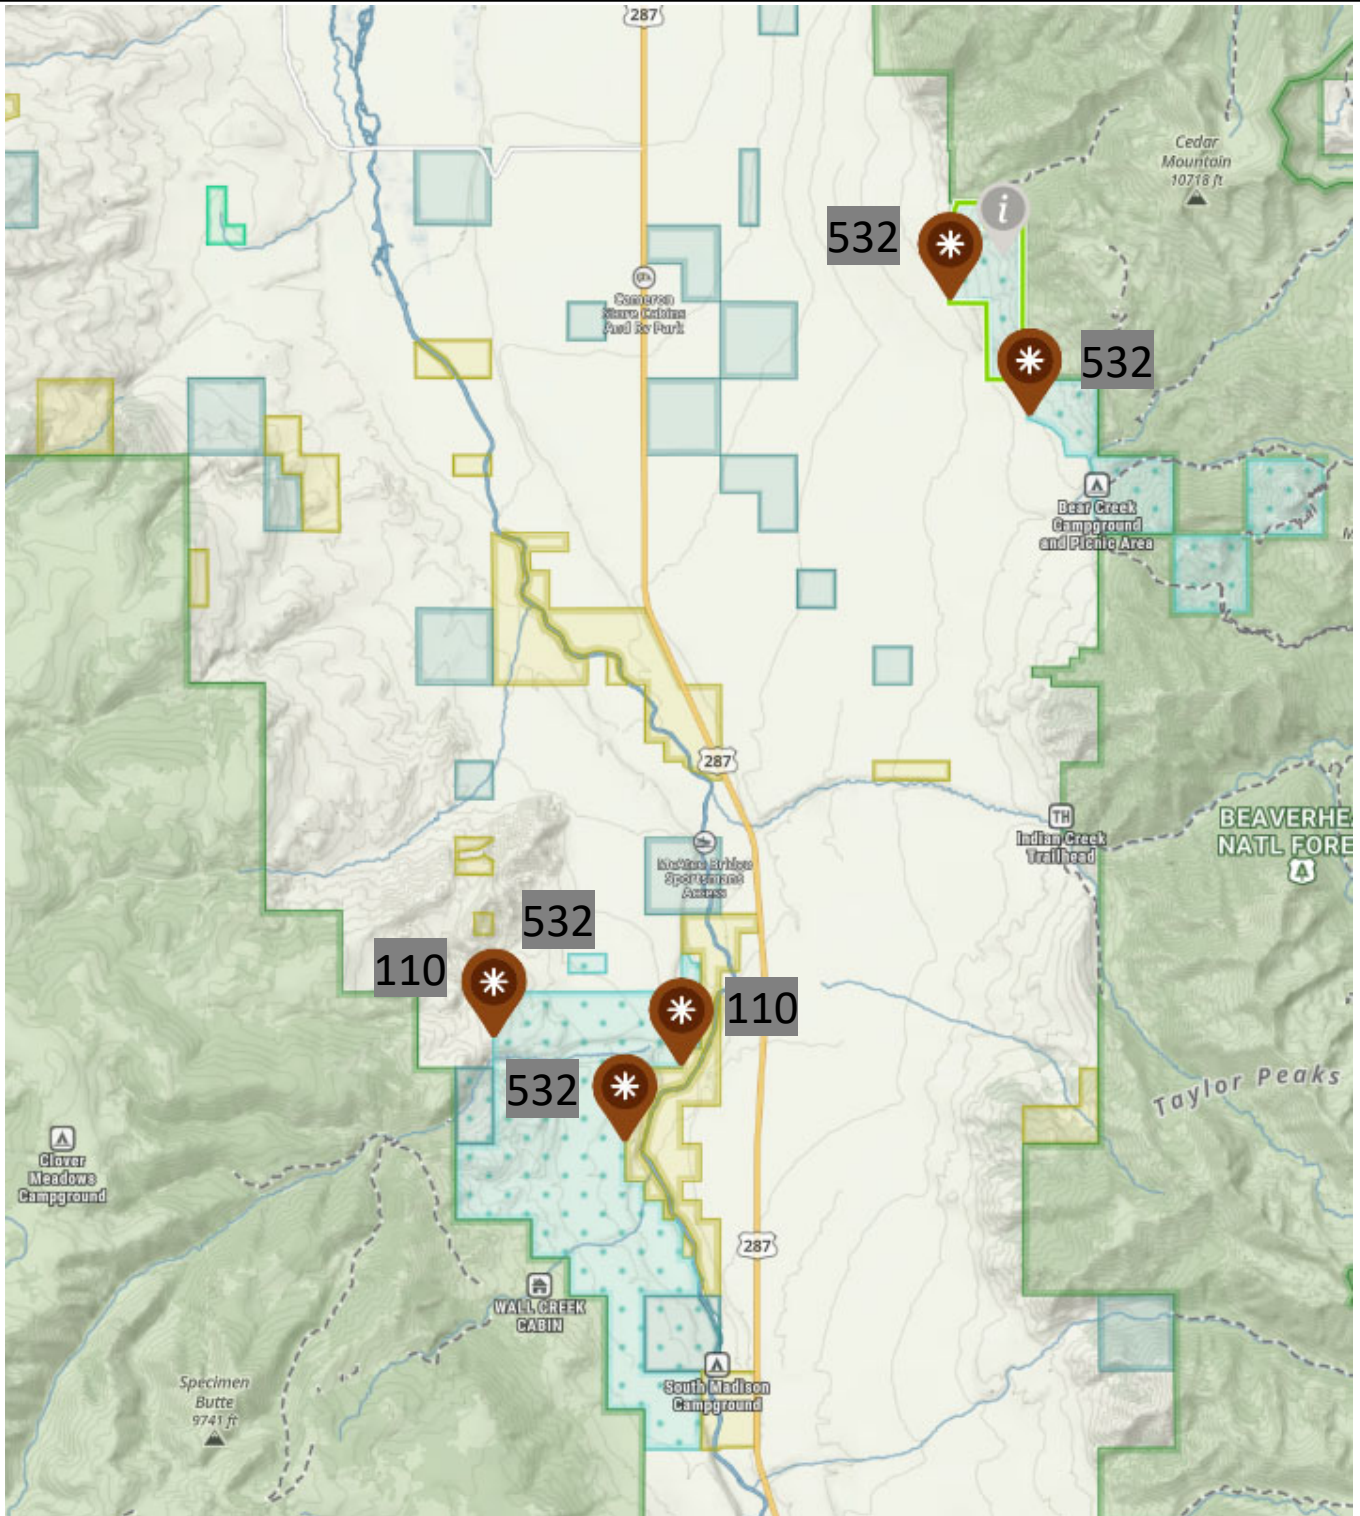 287
Cedar
Mountain
10718 ft
i
532
Cameron
Store Cabins
And Rv Park
532
Bear Creek
Campground
and Picnic Area
287
TH
Indian Creek
Trailhead
BEAVERHE
NATL FORE
McAtee Bridge
Sportsmans
Access
532
110
110
532
Taylor Peaks
Clover
Meadows
Campground
287
WALL CREEK
CABIN
South Madison
Campground
Specimen
Butte
9741 ft